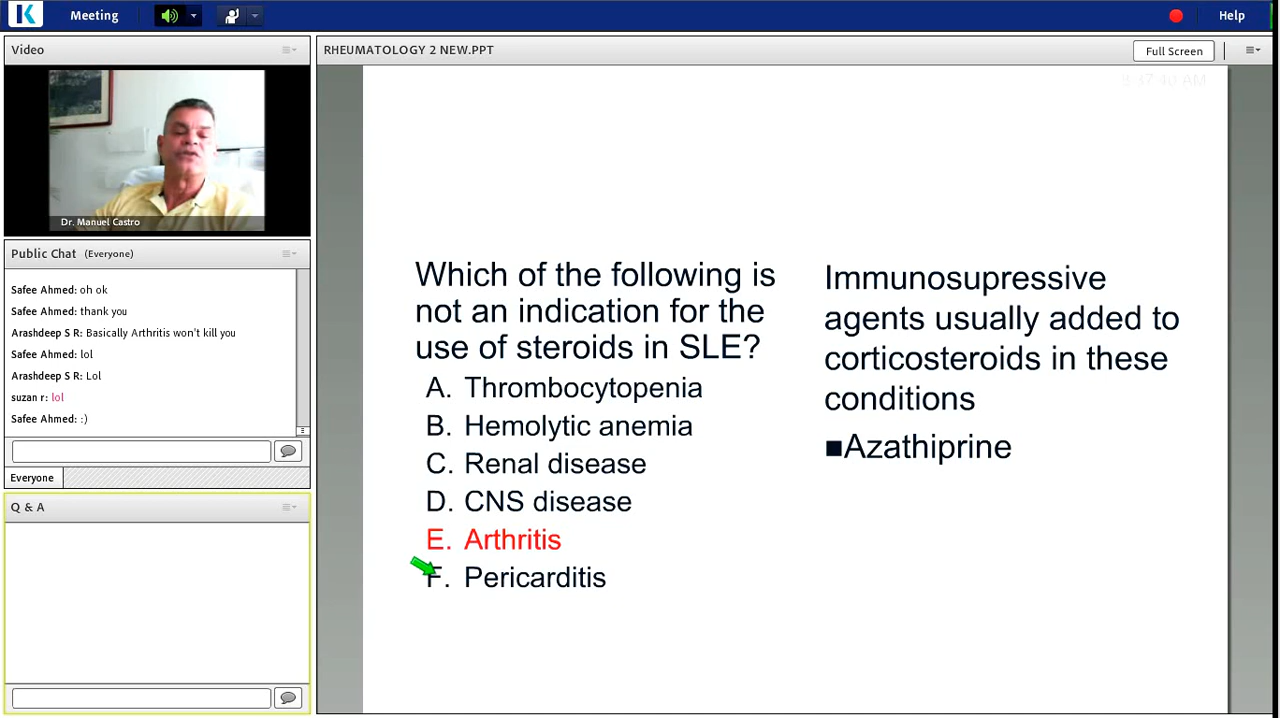 Meeting
Help
Video
Dr. Manuel Castro
Public Chat (Everyone)
Safee Ahmed: oh ok
Safee Ahmed: thank you
Arashdeep S R: Basically Arthritis won't kill you
Safee Ahmed: lol
Arashdeep S R: Lol
suzan r: lol
Safee Ahmed: :)
Everyone
Q & A
RHEUMATOLOGY 2 NEW.PPT
Full Screen
Which of the following is
not an indication for the
use of steroids in SLE?
A. Thrombocytopenia
B. Hemolytic anemia
C. Renal disease
D. CNS disease
E. Arthritis
F. Pericarditis
Immunosupressive
agents usually added to
corticosteroids in these
conditions
■Azathiprine